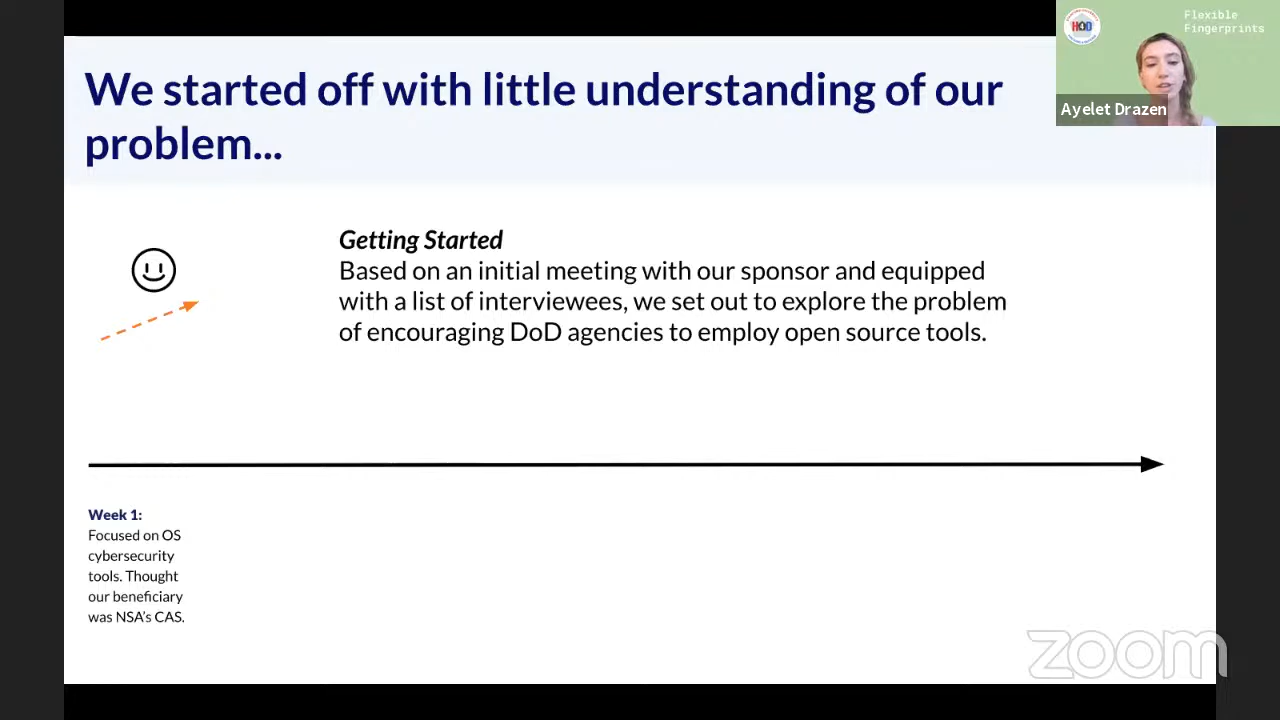 We started off with little understanding of our
problem...
Flexible
Fingerprints
H4D
Ayelet Drazen
Getting Started
Based on an initial meeting with our sponsor and equipped
with a list of interviewees, we set out to explore the problem
of encouraging DoD agencies to employ open source tools.
Week 1:
Focused on OS
cybersecurity
tools. Thought
our beneficiary
was NSA's CAS.
zoom